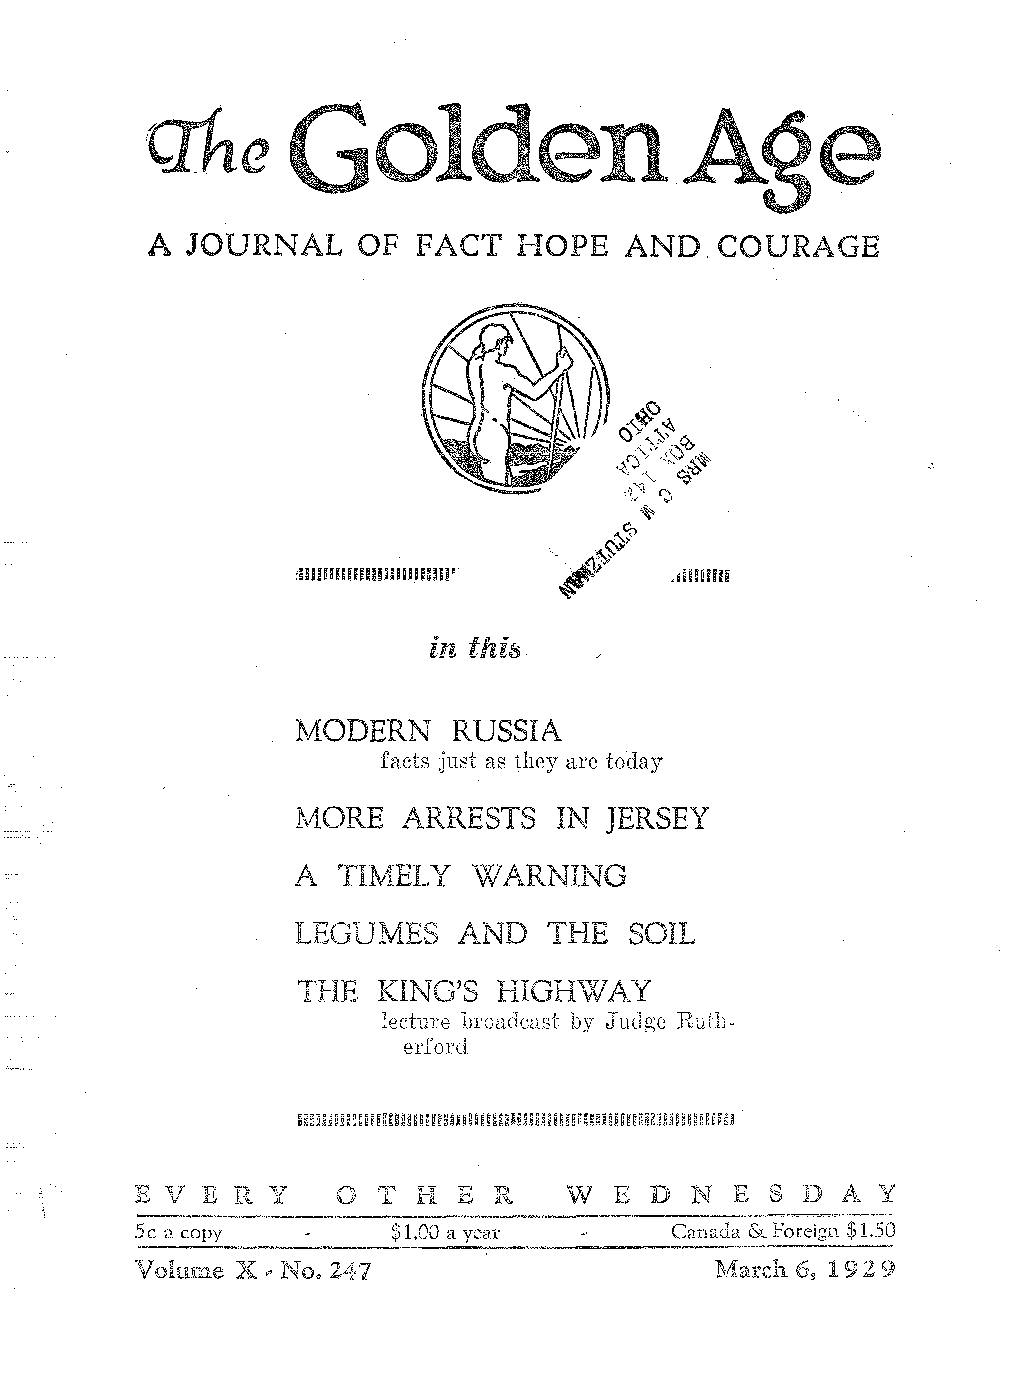 The Golden Age
A JOURNAL OF FACT HOPE AND COURAGE
MRS C M STUTZMAN
BOX 142
ATTICA
OHIO
in this
MODERN RUSSIA
facts just as they are today
MORE ARRESTS IN JERSEY
A TIMELY WARNING
LEGUMES AND THE SOIL
THE KING'S HIGHWAY
lecture broadcast by Judge Ruth-
erford
EVERY OTHER WEDNESDAY
5c a copy - $1.00 a year - Canada & Foreign $1.50
Volume X - No. 247 March 6, 1929